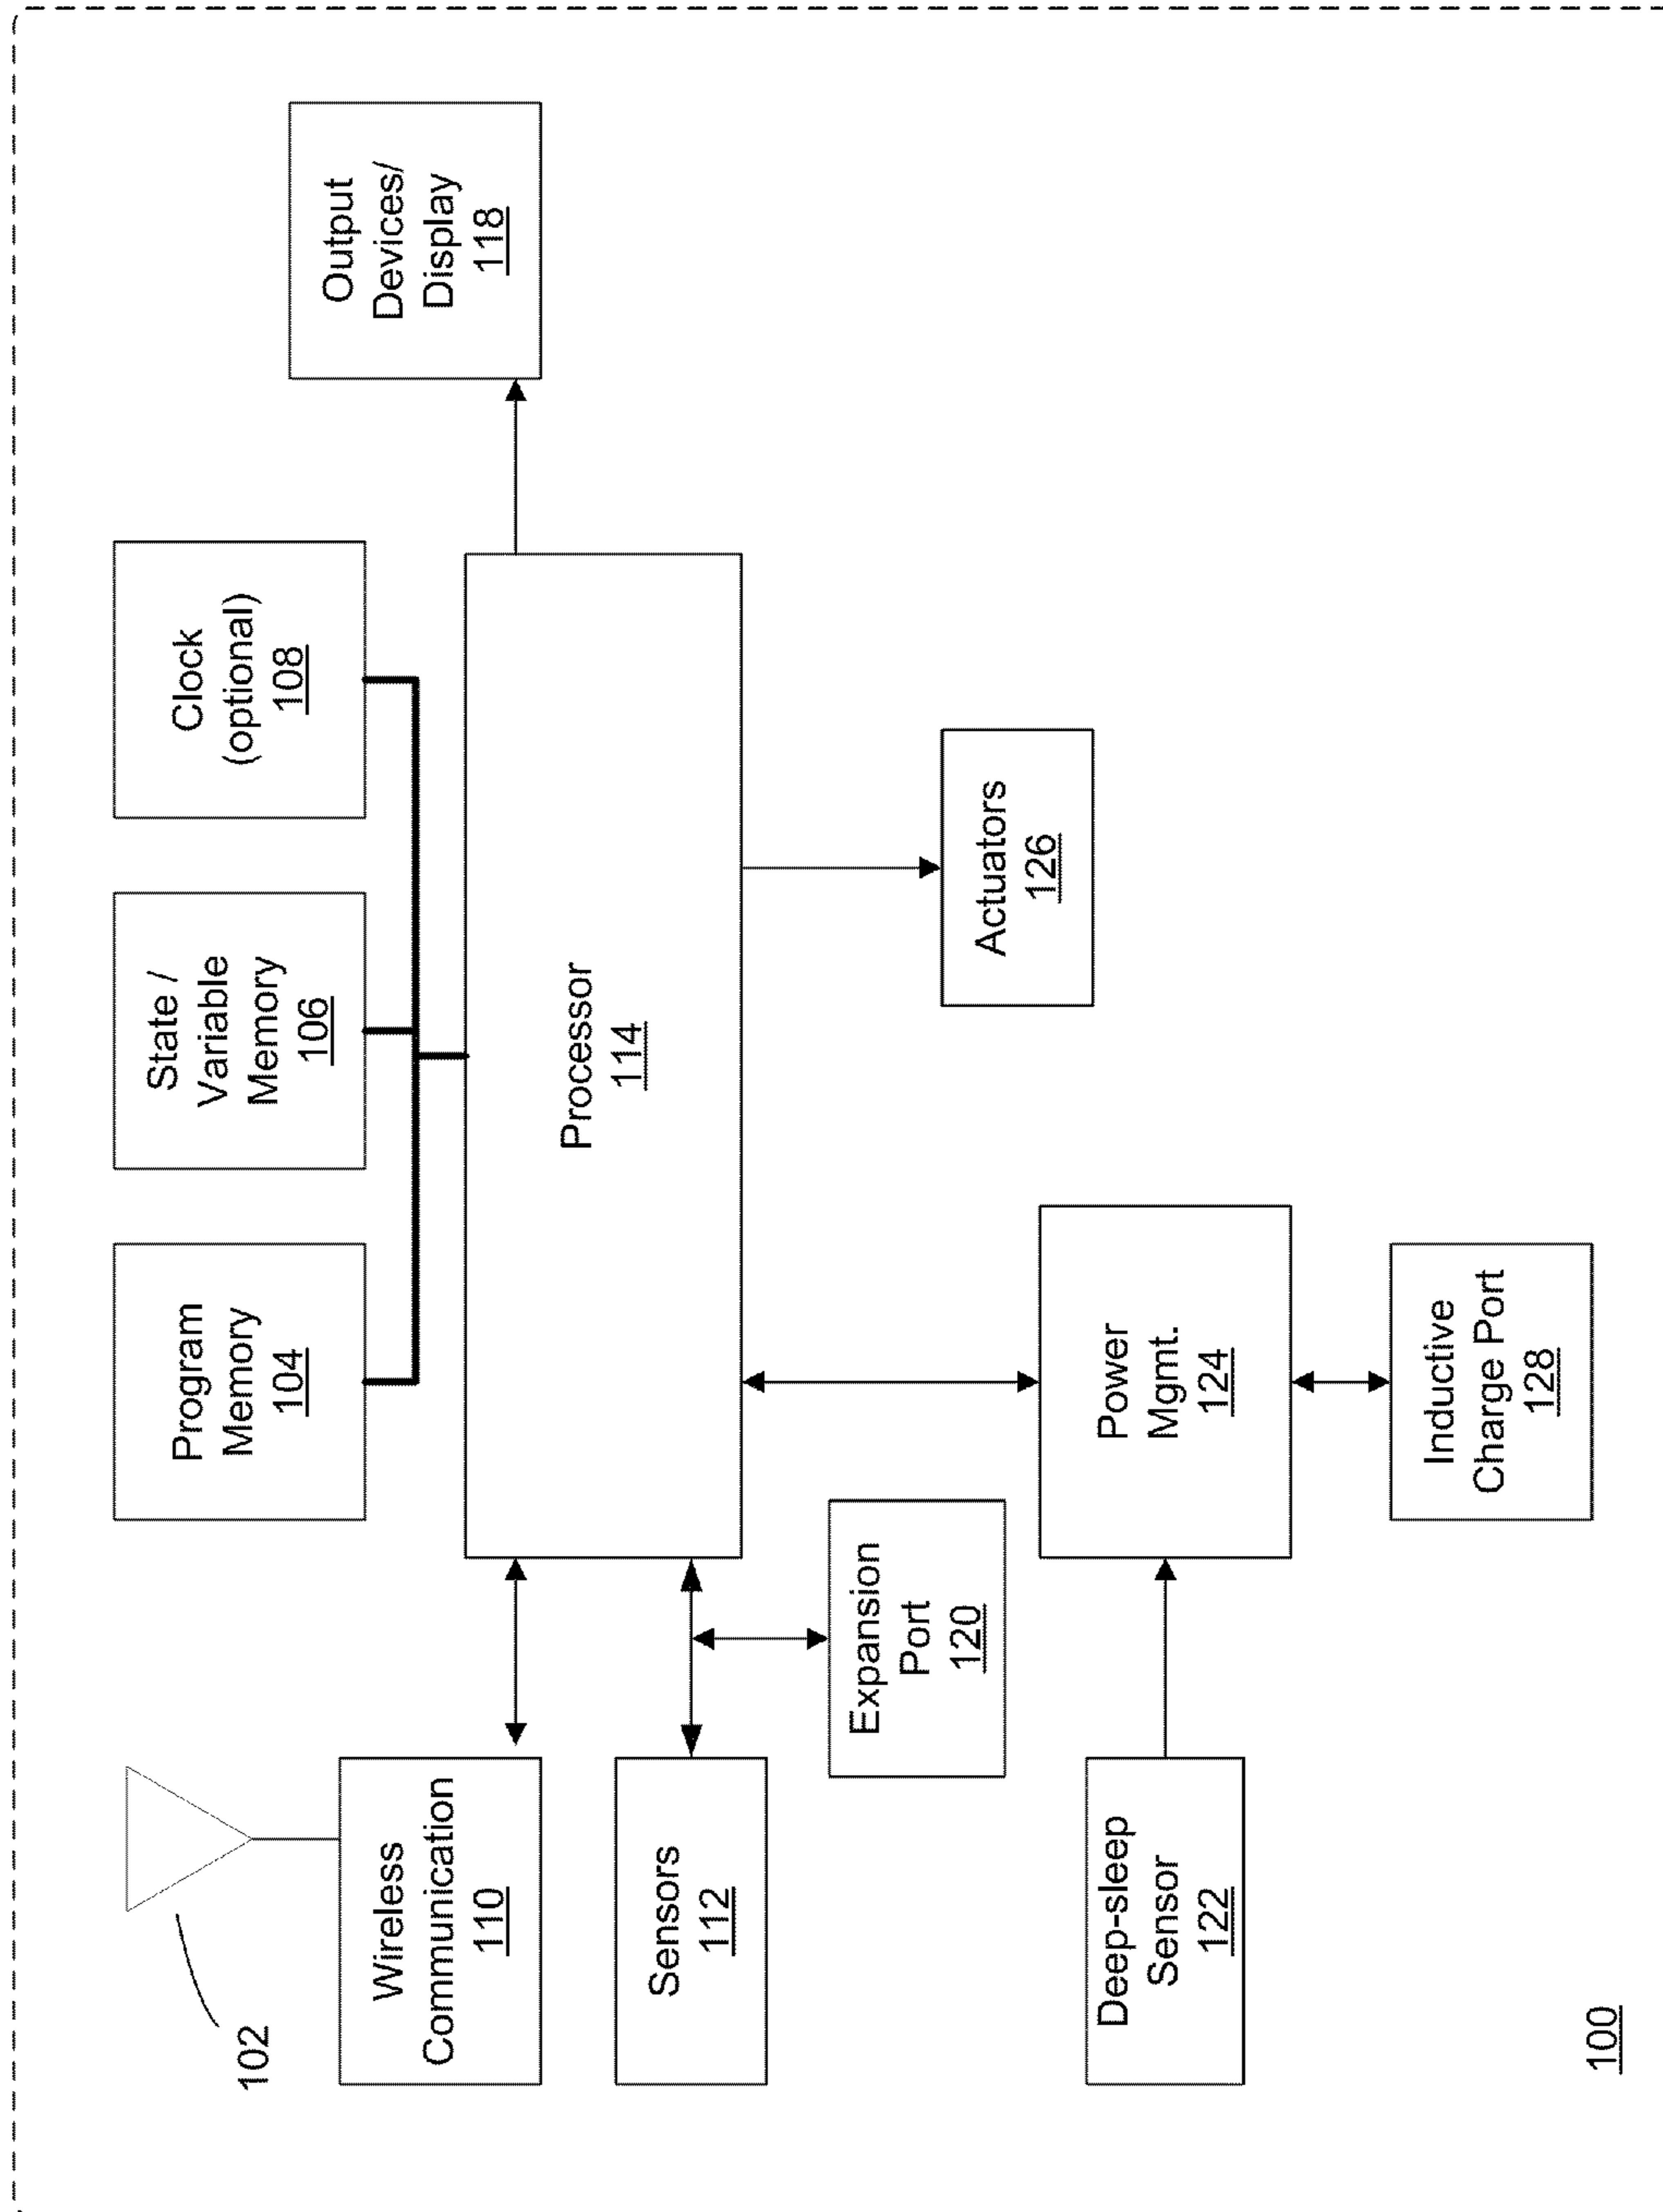 102
Program
Memory
104
State /
Variable
Memory
106
Clock
(optional)
108
Wireless
Communication
110
Sensors
112
Processor
114
Output
Devices/
Display
118
Expansion
Port
120
Deep-sleep
Sensor
122
Power
Mgmt.
124
Actuators
126
Inductive
Charge Port
128
100